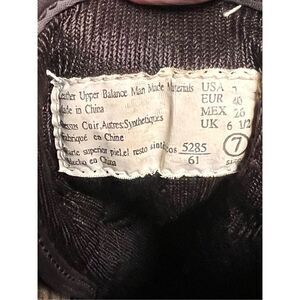 Leather Upper Balance Man Made Materials
Made in China
Dessus Cuir, Autres: Synthetiques
Fabriqué en Chine
Parte superior piel, el resto sinteticos
Hecho en China
5285
61
USA 7
EUR 40
MEX 26
UK 6 1/2
7